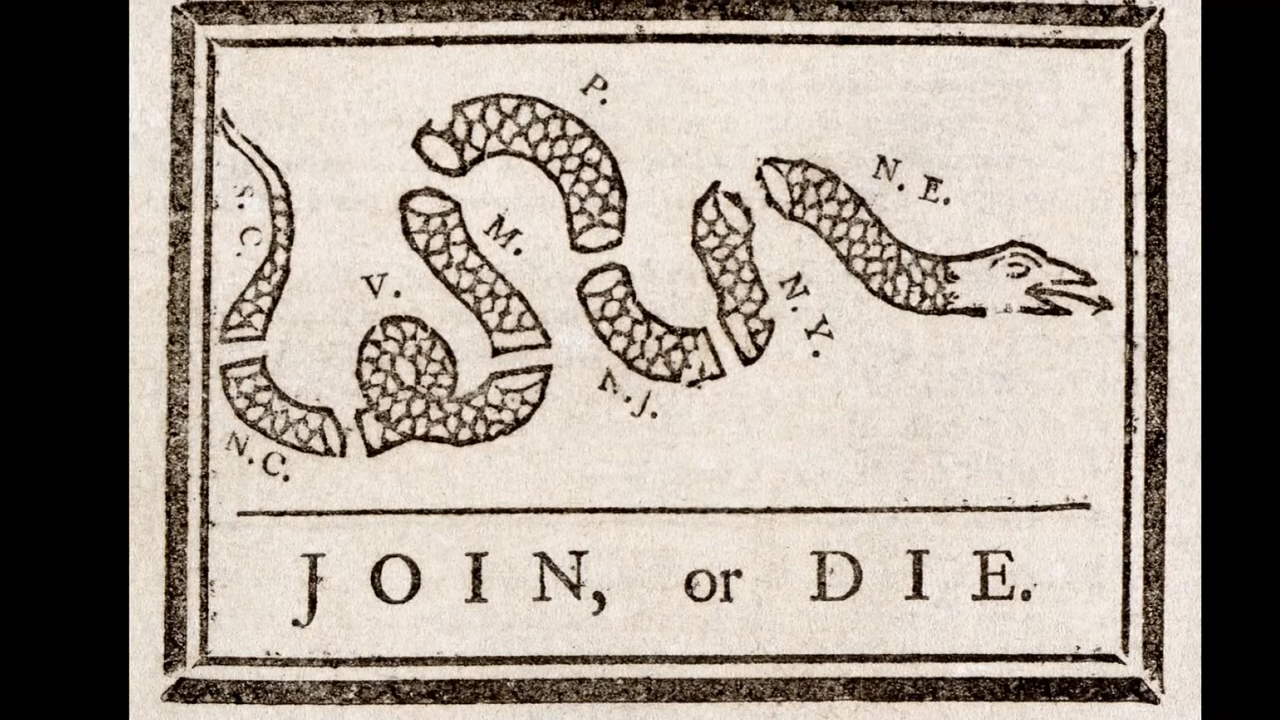 P.
N. E.
S. C.
M.
V.
N. Y.
N. J.
N. C.
JOIN, or DIE.